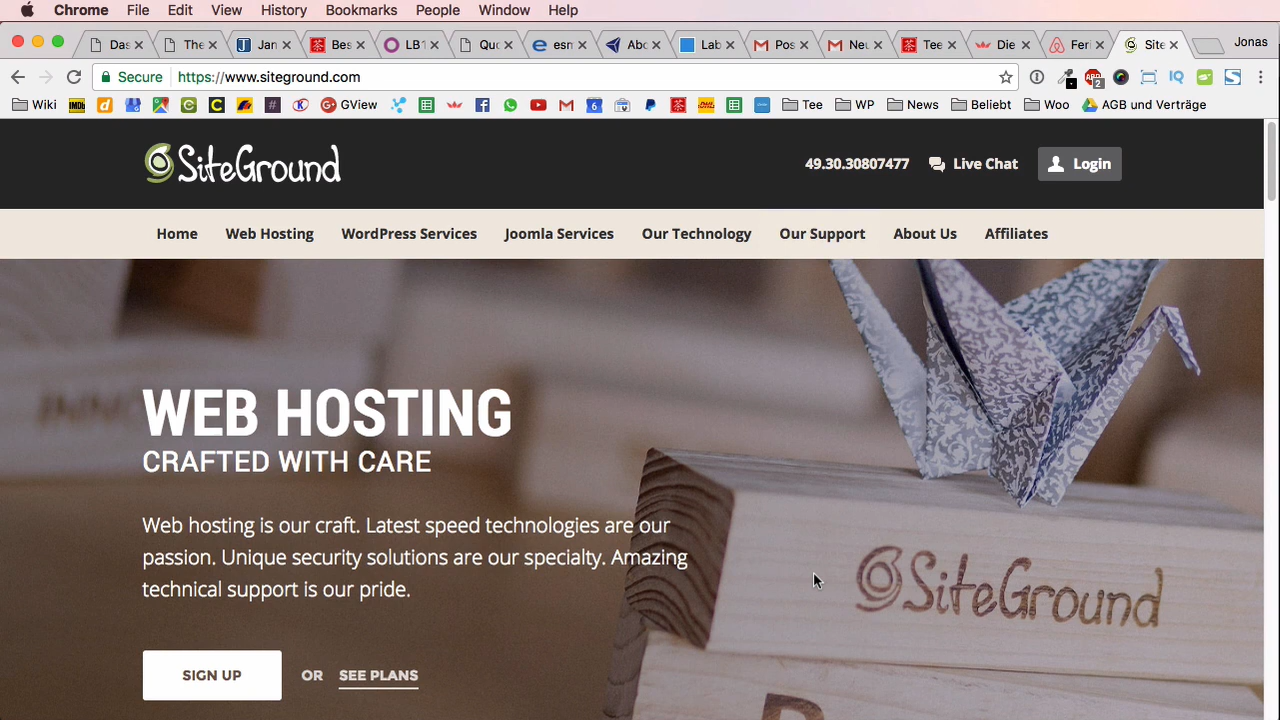 Chrome File Edit View History Bookmarks People Window Help
Das The Jan Bes LB1 Quo esn Abo Lab Pos Neu Tee Die Fer Site Jonas
Secure https://www.siteground.com
Wiki IMDb GView Tee WP News Beliebt Woo AGB und Verträge
SiteGround 49.30.30807477 Live Chat Login
Home Web Hosting WordPress Services Joomla Services Our Technology Our Support About Us Affiliates
WEB HOSTING
CRAFTED WITH CARE
Web hosting is our craft. Latest speed technologies are our
passion. Unique security solutions are our specialty. Amazing
technical support is our pride.
SiteGround
SIGN UP OR SEE PLANS